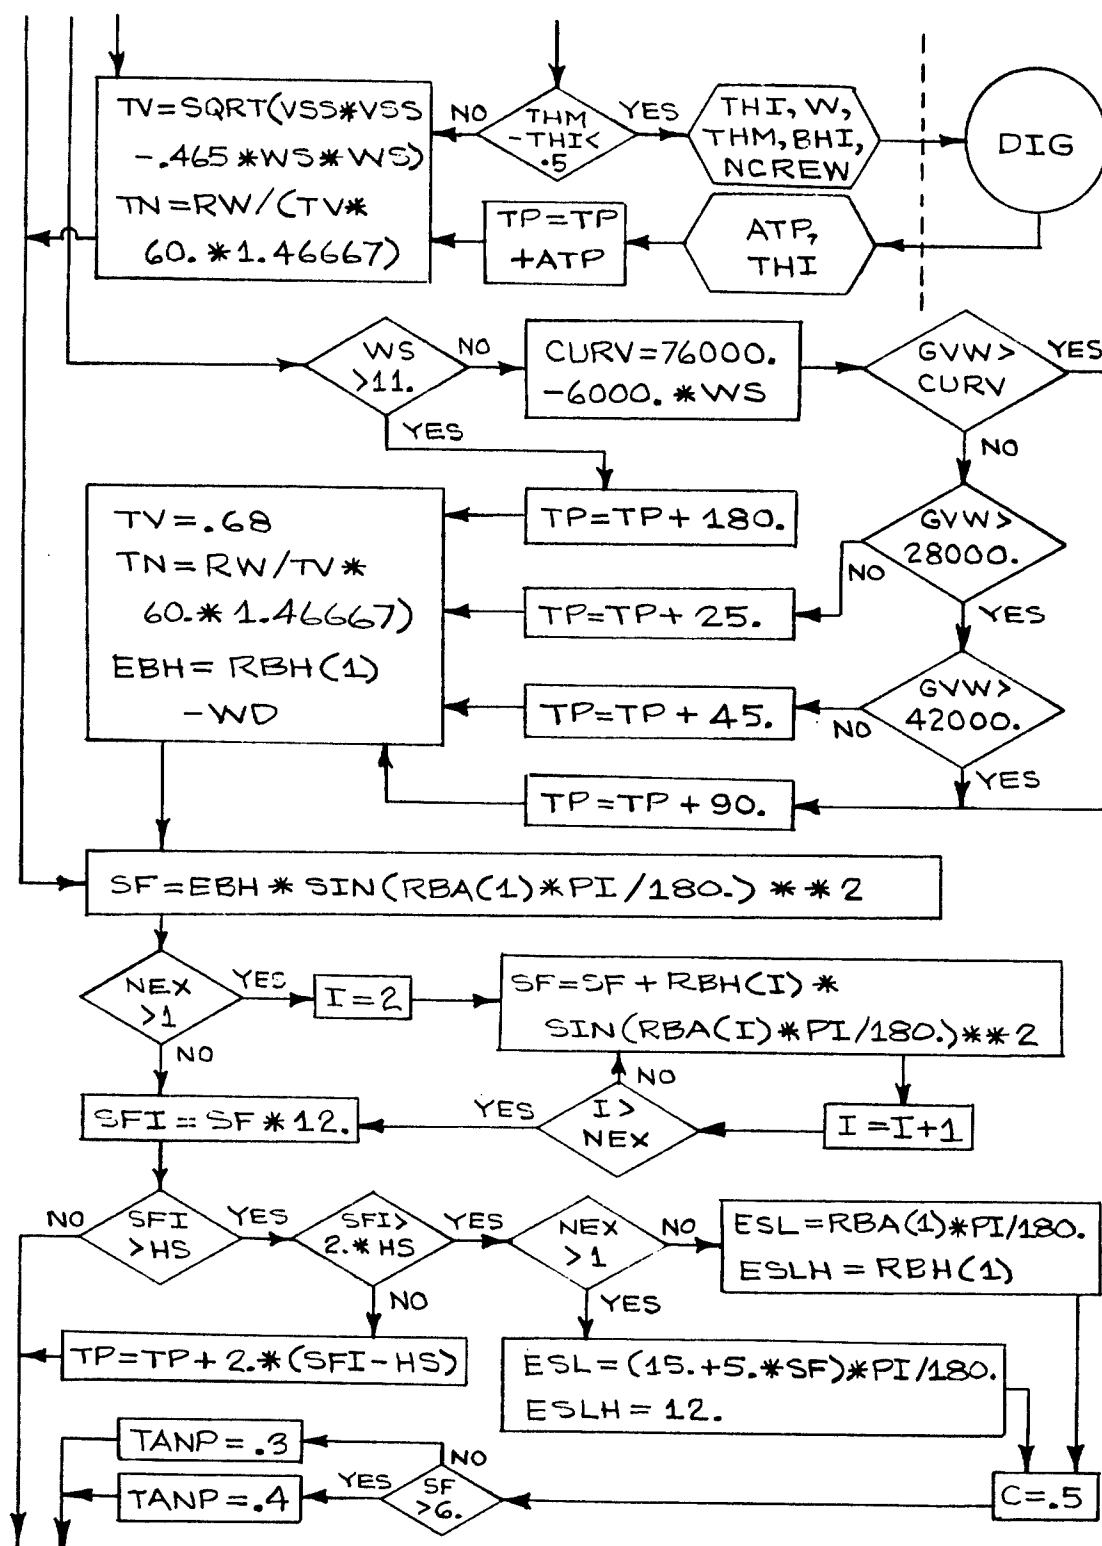 TV=SQRT(VSS*VSS
-.465*WS*WS)
TN=RW/(TV*
60.*1.46667)
NO
THM
-THI<
.5
YES
THI, W,
THM, BHI,
NCREW
DIG
TP=TP
+ATP
ATP,
THI
WS
>11.
NO
YES
CURV=76000.
-6000.*WS
GVW>
CURV
YES
NO
TV=.68
TN=RW/TV*
60.*1.46667)
EBH=RBH(1)
-WD
TP=TP+180.
GVW>
28000.
NO
YES
TP=TP+25.
TP=TP+45.
GVW>
42000.
NO
YES
TP=TP+90.
SF=EBH*SIN(RBA(1)*PI/180.)**2
NEX
>1
YES
NO
I=2
SF=SF+RBH(I)*
SIN(RBA(I)*PI/180.)**2
NO
SFI=SF*12.
YES
I>
NEX
I=I+1
NO
SFI
>HS
YES
SFI>
2.*HS
YES
NO
NEX
>1
NO
YES
ESL=RBA(1)*PI/180.
ESLH=RBH(1)
TP=TP+2.*(SFI-HS)
ESL=(15.+5.*SF)*PI/180.
ESLH=12.
TANP=.3
NO
TANP=.4
YES
SF
>6.
C=.5